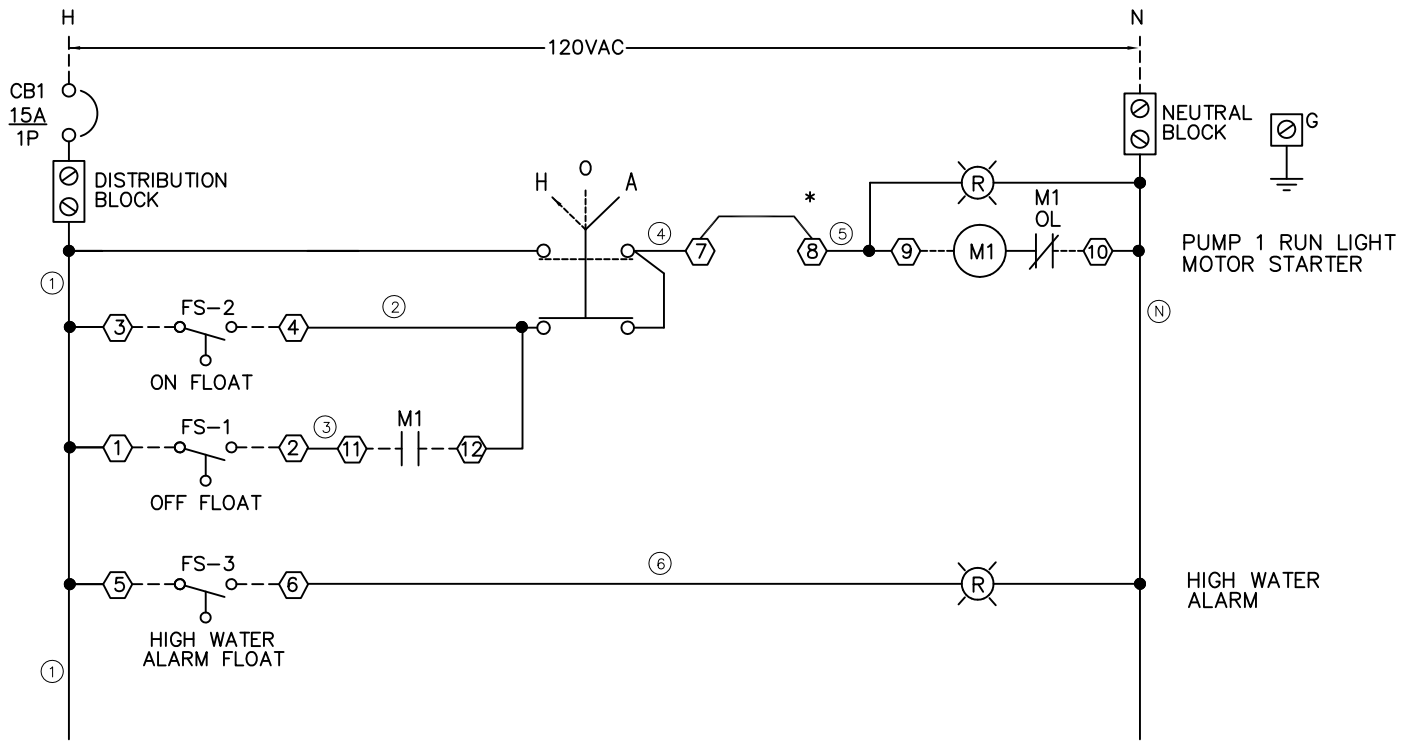 H
N
120VAC
CB1
15A
1P
DISTRIBUTION
BLOCK
NEUTRAL
BLOCK
G
H O A
R
*
M1
OL
4
7
8
5
9
M1
10
PUMP 1 RUN LIGHT
MOTOR STARTER
1
FS-2
3
4
2
ON FLOAT
N
FS-1
1
2
3
11
M1
12
OFF FLOAT
FS-3
5
6
6
R
HIGH WATER
ALARM
HIGH WATER
ALARM FLOAT
1